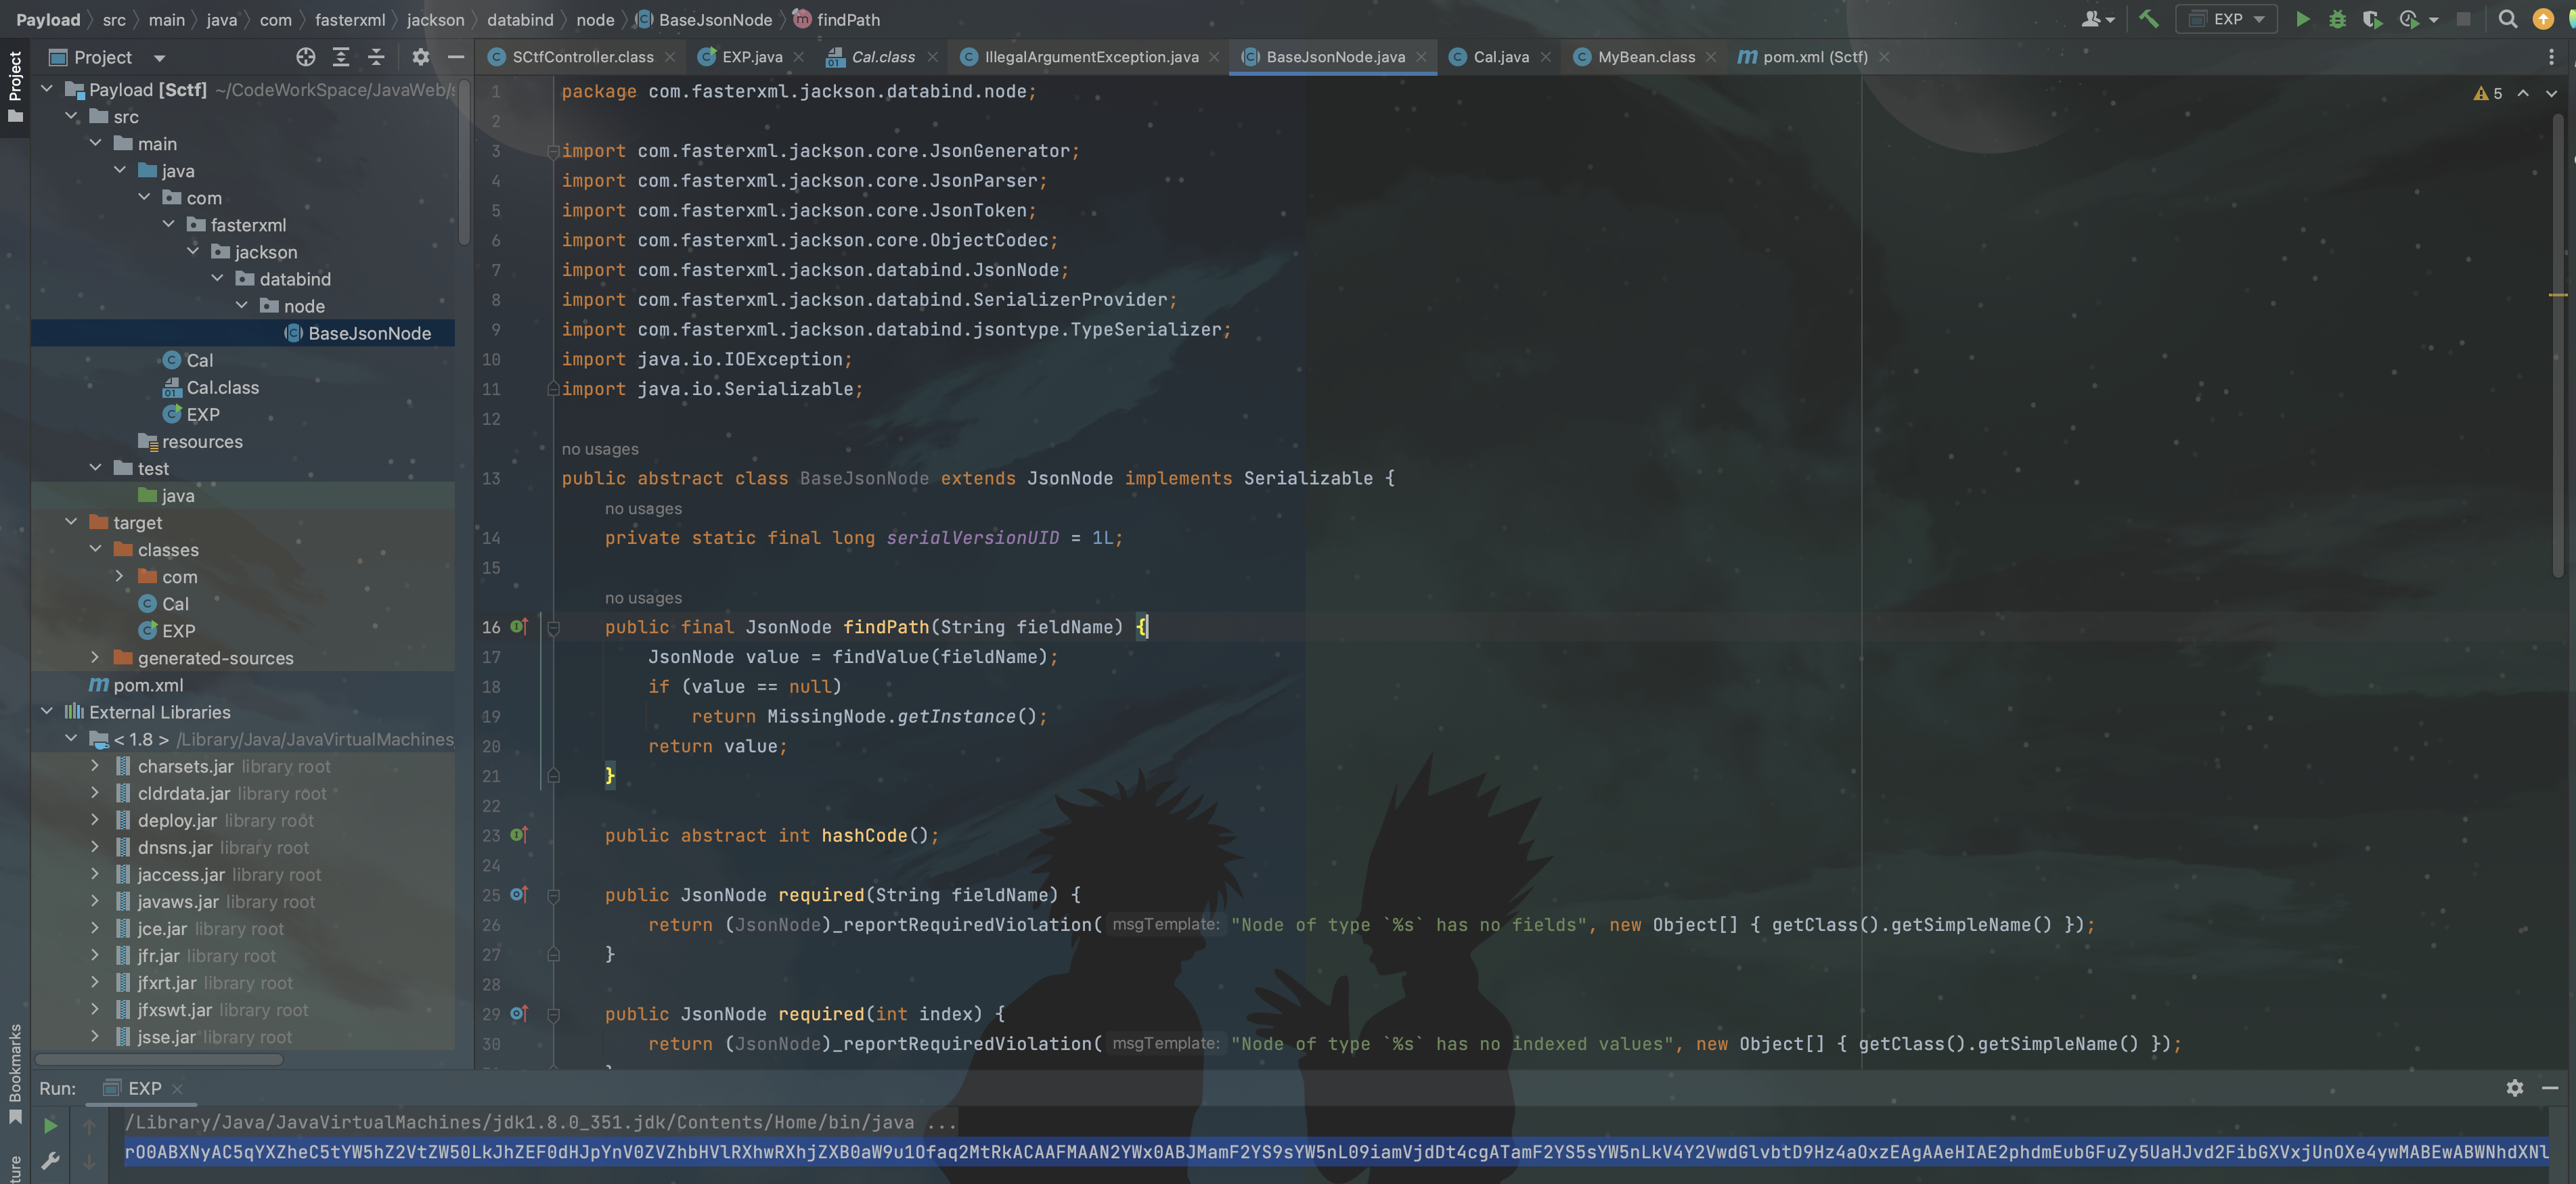 Payload src main java com fasterxml jackson databind node BaseJsonNode findPath EXP
Project
Project
SCtfController.class EXP.java Cal.class IllegalArgumentException.java BaseJsonNode.java Cal.java MyBean.class pom.xml (Sctf)
Payload [Sctf] ~/CodeWorkSpace/JavaWeb/
src
main
java
com
fasterxml
jackson
databind
node
BaseJsonNode
Cal
Cal.class
EXP
resources
test
java
target
classes
com
Cal
EXP
generated-sources
pom.xml
External Libraries
< 1.8 > /Library/Java/JavaVirtualMachines
charsets.jar library root
cldrdata.jar library root
deploy.jar library root
dnsns.jar library root
jaccess.jar library root
javaws.jar library root
jce.jar library root
jfr.jar library root
jfxrt.jar library root
jfxswt.jar library root
jsse.jar library root
5
1 package com.fasterxml.jackson.databind.node;
2
3 import com.fasterxml.jackson.core.JsonGenerator;
4 import com.fasterxml.jackson.core.JsonParser;
5 import com.fasterxml.jackson.core.JsonToken;
6 import com.fasterxml.jackson.core.ObjectCodec;
7 import com.fasterxml.jackson.databind.JsonNode;
8 import com.fasterxml.jackson.databind.SerializerProvider;
9 import com.fasterxml.jackson.databind.jsontype.TypeSerializer;
10 import java.io.IOException;
11 import java.io.Serializable;
12
no usages
13 public abstract class BaseJsonNode extends JsonNode implements Serializable {
no usages
14 private static final long serialVersionUID = 1L;
15
no usages
16 public final JsonNode findPath(String fieldName) {
17 JsonNode value = findValue(fieldName);
18 if (value == null)
19 return MissingNode.getInstance();
20 return value;
21 }
22
23 public abstract int hashCode();
24
25 public JsonNode required(String fieldName) {
26 return (JsonNode)_reportRequiredViolation( msgTemplate: "Node of type `%s` has no fields", new Object[] { getClass().getSimpleName() });
27 }
28
29 public JsonNode required(int index) {
30 return (JsonNode)_reportRequiredViolation( msgTemplate: "Node of type `%s` has no indexed values", new Object[] { getClass().getSimpleName() });
Bookmarks
Run: EXP
/Library/Java/JavaVirtualMachines/jdk1.8.0_351.jdk/Contents/Home/bin/java ...